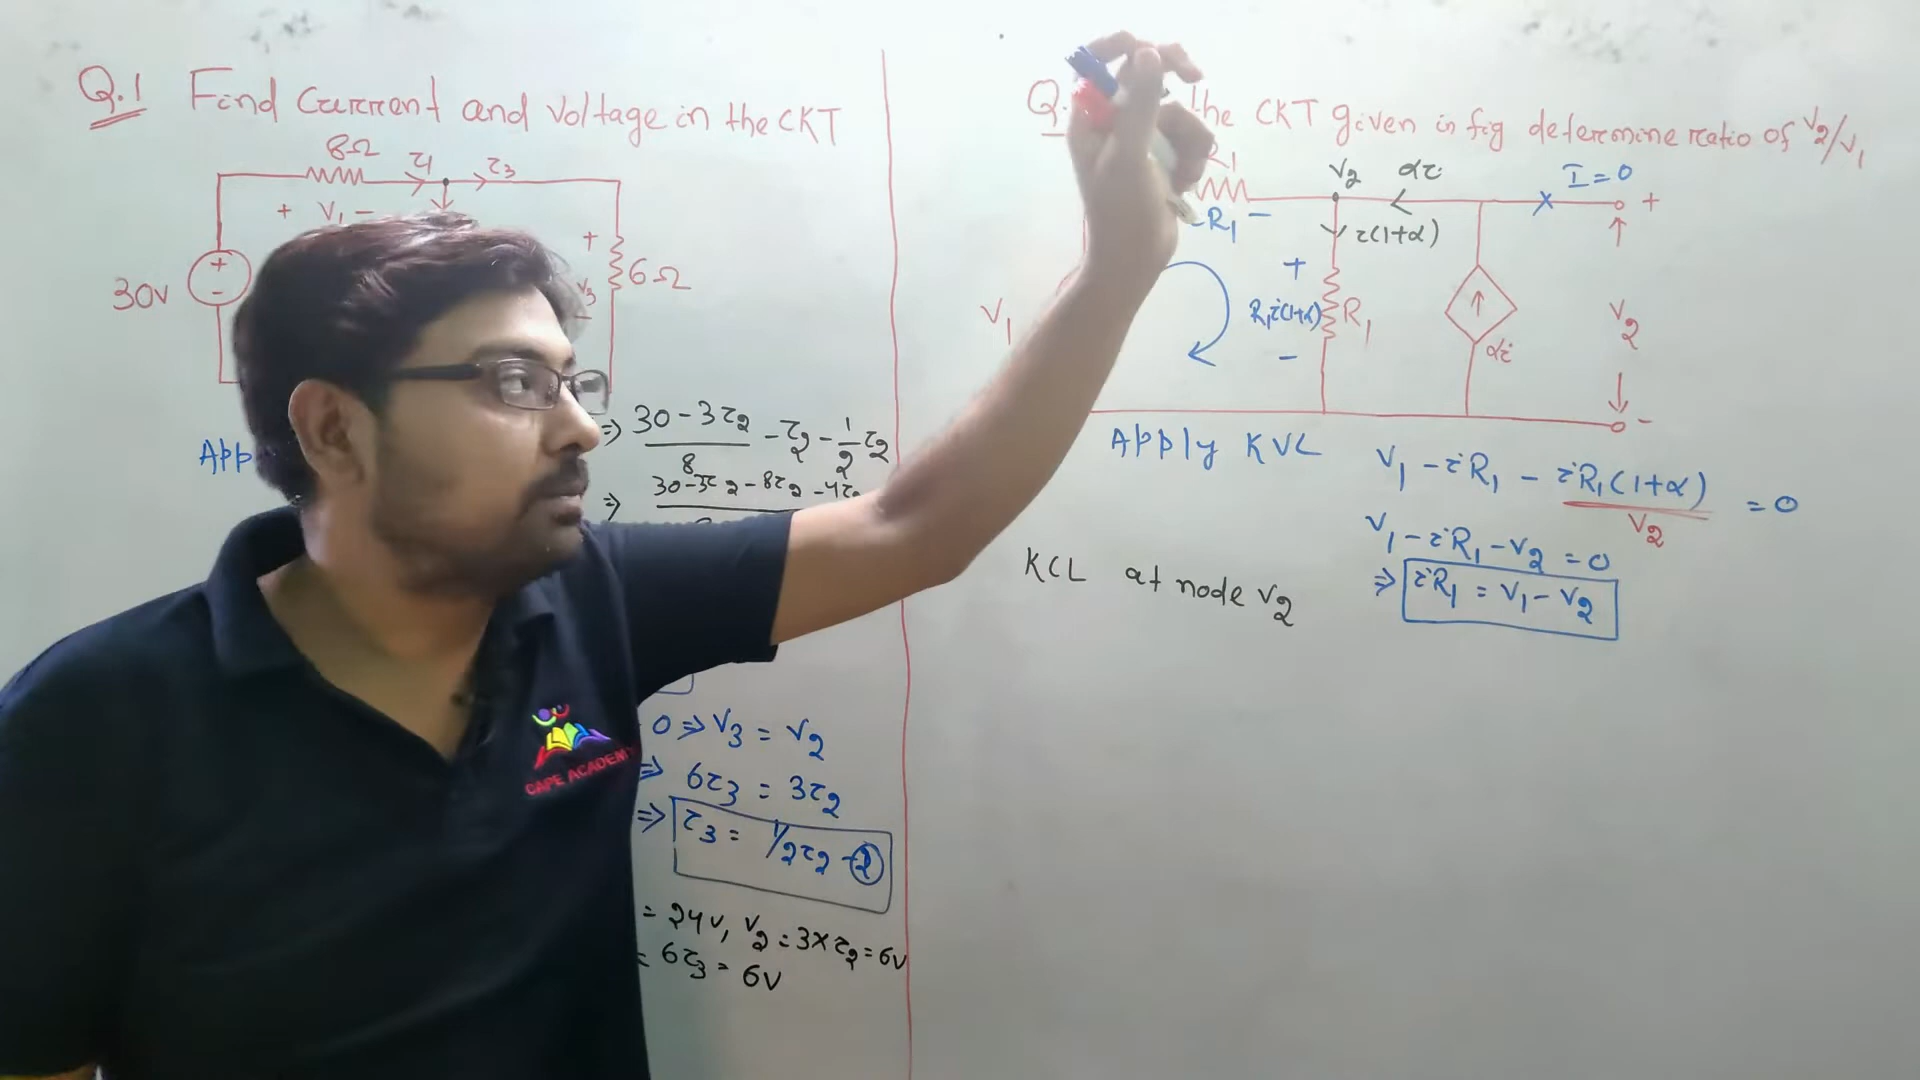 Q.1 Find Current and Voltage in the CKT
8Ω i1 i3
+ V1 -
+
30V
+
-
V3
-
6Ω
App
=> 30-3i2/8 - i2 - 1/2 i2
=> 30-3i2-8i2-4i2
0 => V3 = V2
=> 6i3 = 3i2
=> i3 = 1/2 i2 - 2
= 24V, V2 = 3×i2 = 6V
= 6i3 = 6V
CAPE ACADEMY
Q. the CKT given in fig determine ratio of V2/V1
R1 V2 αi I=0
-R1 - i(1+α) × +
V1 + R1i(1+α) - R1 αi V2
-
Apply KVL V1 - iR1 - iR1(1+α) = 0
V2
V1 - iR1 - V2 = 0
=> iR1 = V1 - V2
KCL at node V2